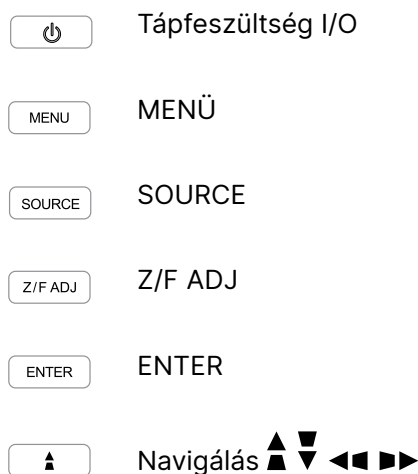 Tápfeszültség I/O
MENU MENÜ
SOURCE SOURCE
Z/F ADJ Z/F ADJ
ENTER ENTER
Navigálás